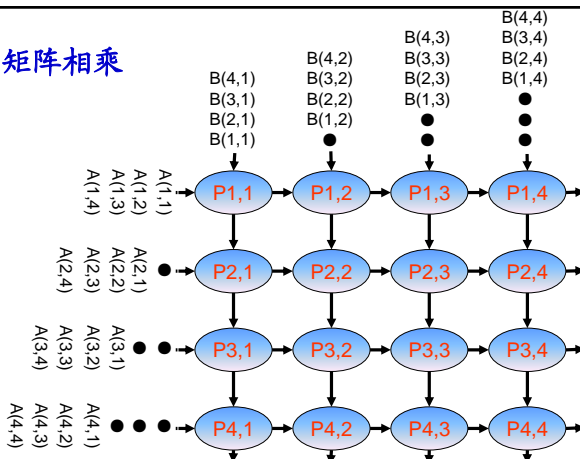 矩阵相乘
B(4,1)
B(3,1)
B(2,1)
B(1,1)
B(4,2)
B(3,2)
B(2,2)
B(1,2)
B(4,3)
B(3,3)
B(2,3)
B(1,3)
B(4,4)
B(3,4)
B(2,4)
B(1,4)
A(1,4)
A(1,3)
A(1,2)
A(1,1)
P1,1 P1,2 P1,3 P1,4
A(2,4)
A(2,3)
A(2,2)
A(2,1)
P2,1 P2,2 P2,3 P2,4
A(3,4)
A(3,3)
A(3,2)
A(3,1)
P3,1 P3,2 P3,3 P3,4
A(4,4)
A(4,3)
A(4,2)
A(4,1)
P4,1 P4,2 P4,3 P4,4